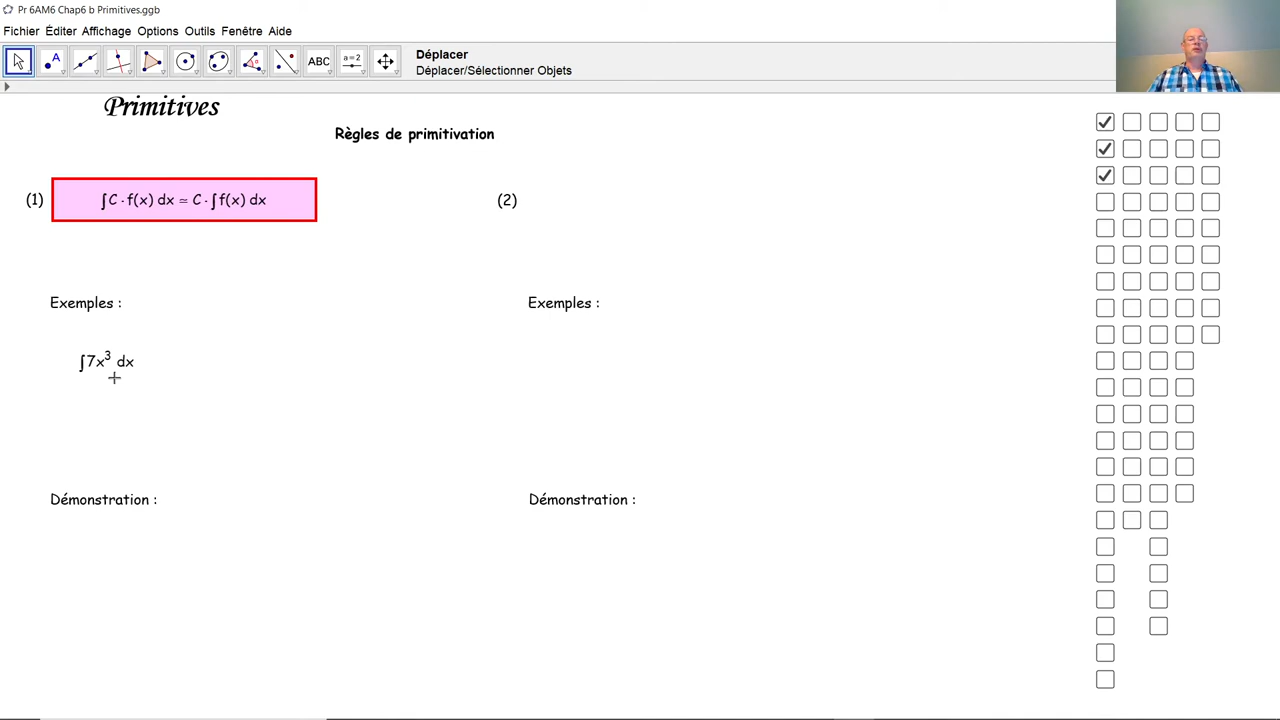 Pr 6AM6 Chap6 b Primitives.ggb
Fichier Éditer Affichage Options Outils Fenêtre Aide
A ABC a=2
Déplacer
Déplacer/Sélectionner Objets
Primitives
Règles de primitivation
(1) ∫C · f(x) dx ≃ C · ∫f(x) dx (2)
Exemples : Exemples :
∫7x³ dx
Démonstration : Démonstration :